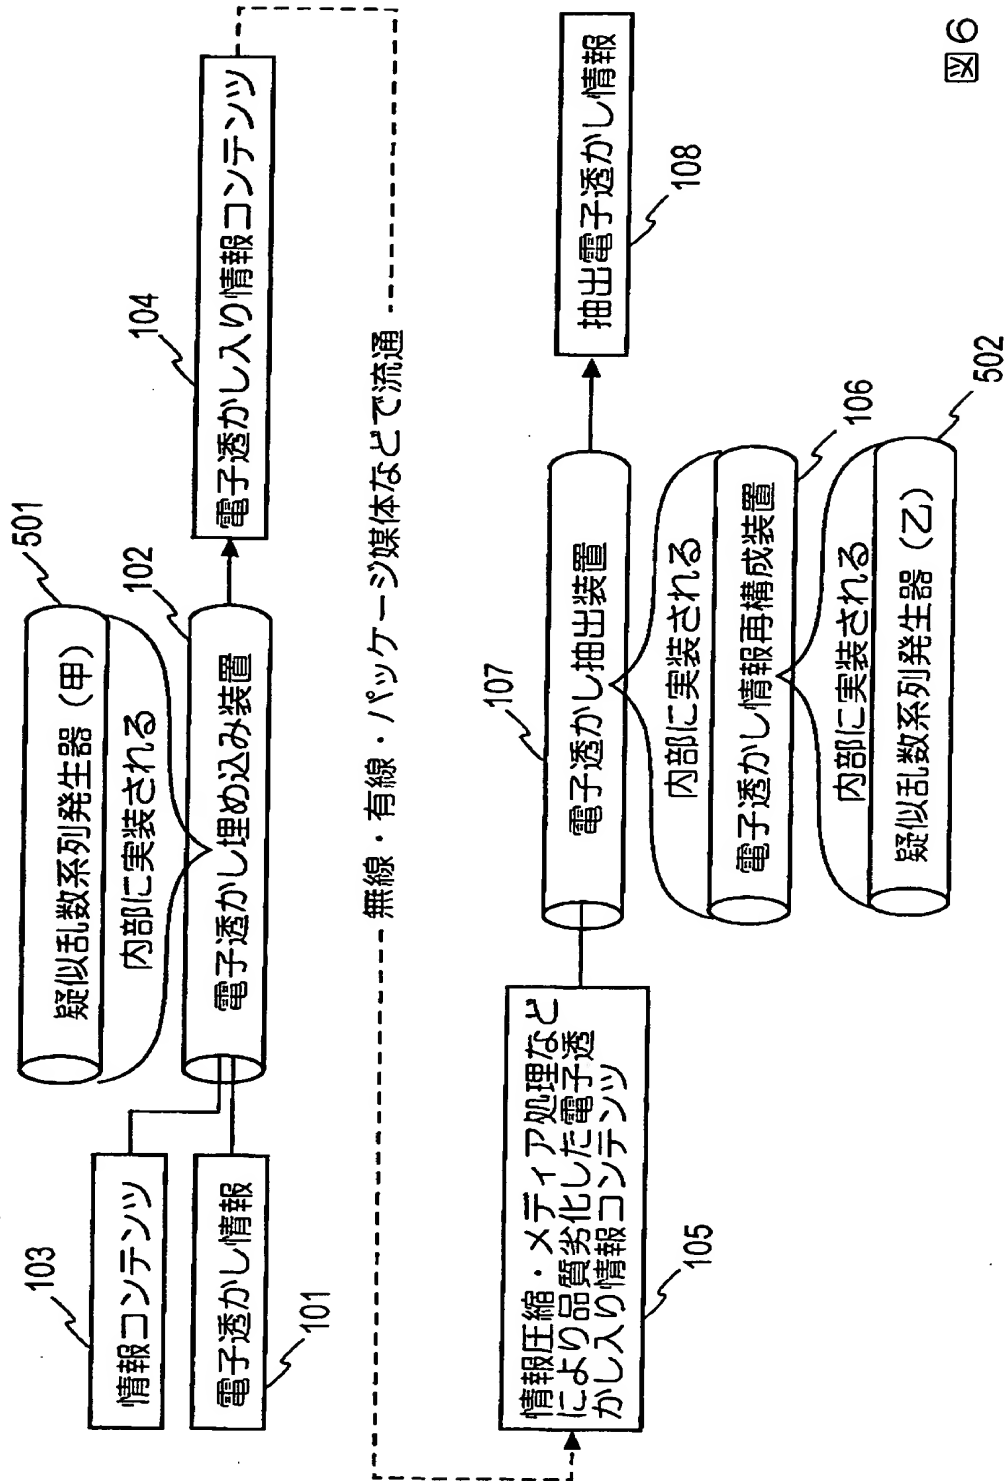 疑似乱数系列発生器（甲）
501
内部に実装される
102
103
情報コンテンツ
電子透かし情報
101
電子透かし埋め込み装置
104
電子透かし入り情報コンテンツ
無線・有線・パッケージ媒体などで流通
情報圧縮・メディア処理など
により品質劣化した電子透
かし入り情報コンテンツ
105
107
電子透かし抽出装置
内部に実装される
電子透かし情報再構成装置
106
内部に実装される
疑似乱数系列発生器（乙）
502
抽出電子透かし情報
108
図6